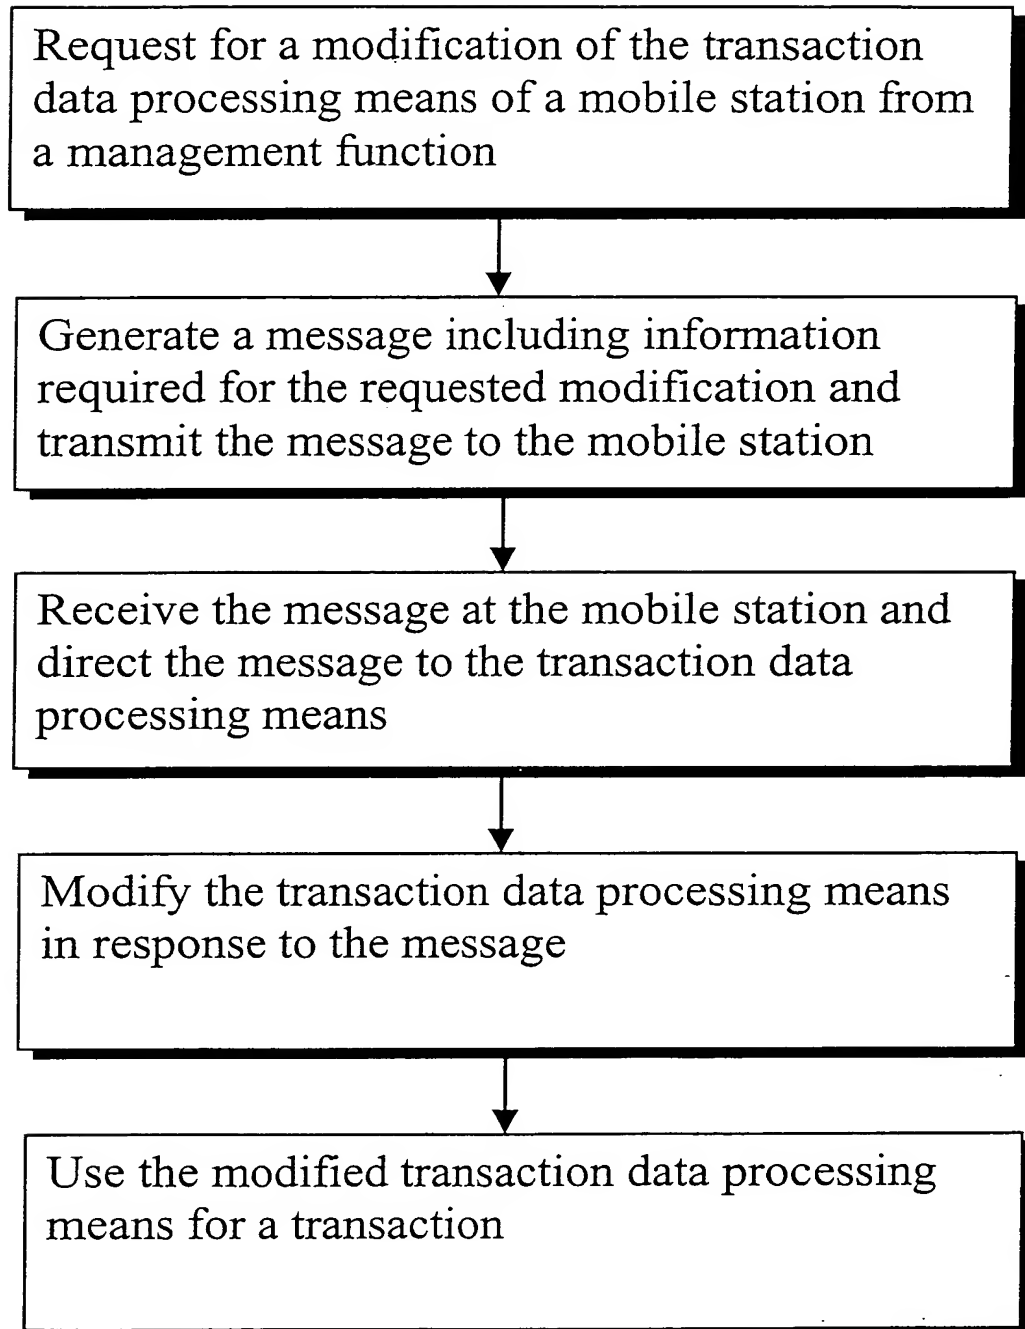 Request for a modification of the transaction
data processing means of a mobile station from
a management function
Generate a message including information
required for the requested modification and
transmit the message to the mobile station
Receive the message at the mobile station and
direct the message to the transaction data
processing means
Modify the transaction data processing means
in response to the message
Use the modified transaction data processing
means for a transaction